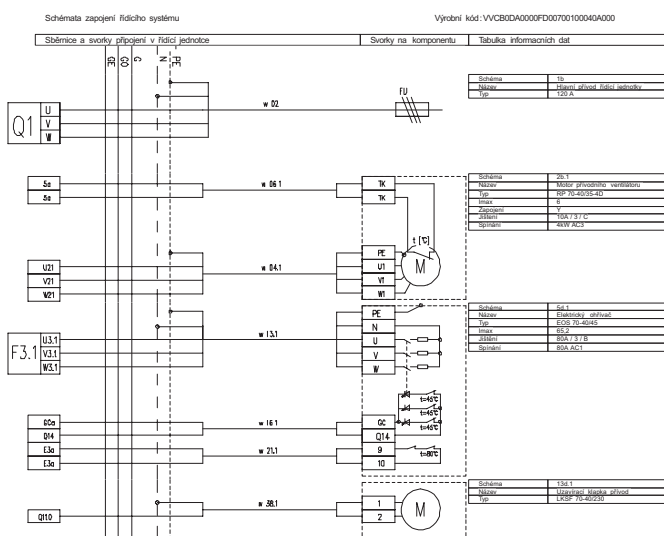 Schémata zapojení řídícího systému
Výrobní kód: VVCB0DA0000FD00700100040A000
Sběrnice a svorky připojení v řídící jednotce
Svorky na komponentu
Tabulka informacních dat
GE GO G N PE
Q1 U V W
w 02
FU
Schéma 1b
Název Hlavní přívod řídící jednotky
Typ 120 A
5a
5a
w 06.1
TK
TK
t [°C]
M
U21
V21
W21
w 04.1
PE
U1
V1
W1
Schéma 2b.1
Název Motor přívodního ventilátoru
Typ RP 70-40/35-4D
Imax 6
Zapojení Y
Jištění 10A / 3 / C
Spínání 4kW AC3
F3.1 U3.1 V3.1 W3.1
w 13.1
PE
N
U
V
W
t=45°C
t=45°C
t=45°C
Schéma 5d.1
Název Elektrický ohřívač
Typ EOS 70-40/45
Imax 65,2
Jištění 80A / 3 / B
Spínání 80A AC1
GCa
Q14
w 16.1
GC
Q14
E3a
E3a
w 21.1
9
10
t=80°C
Q110
w 38.1
1
2
M
Schéma 13d.1
Název Uzavírací klapka přívod
Typ LKSF 70-40/230